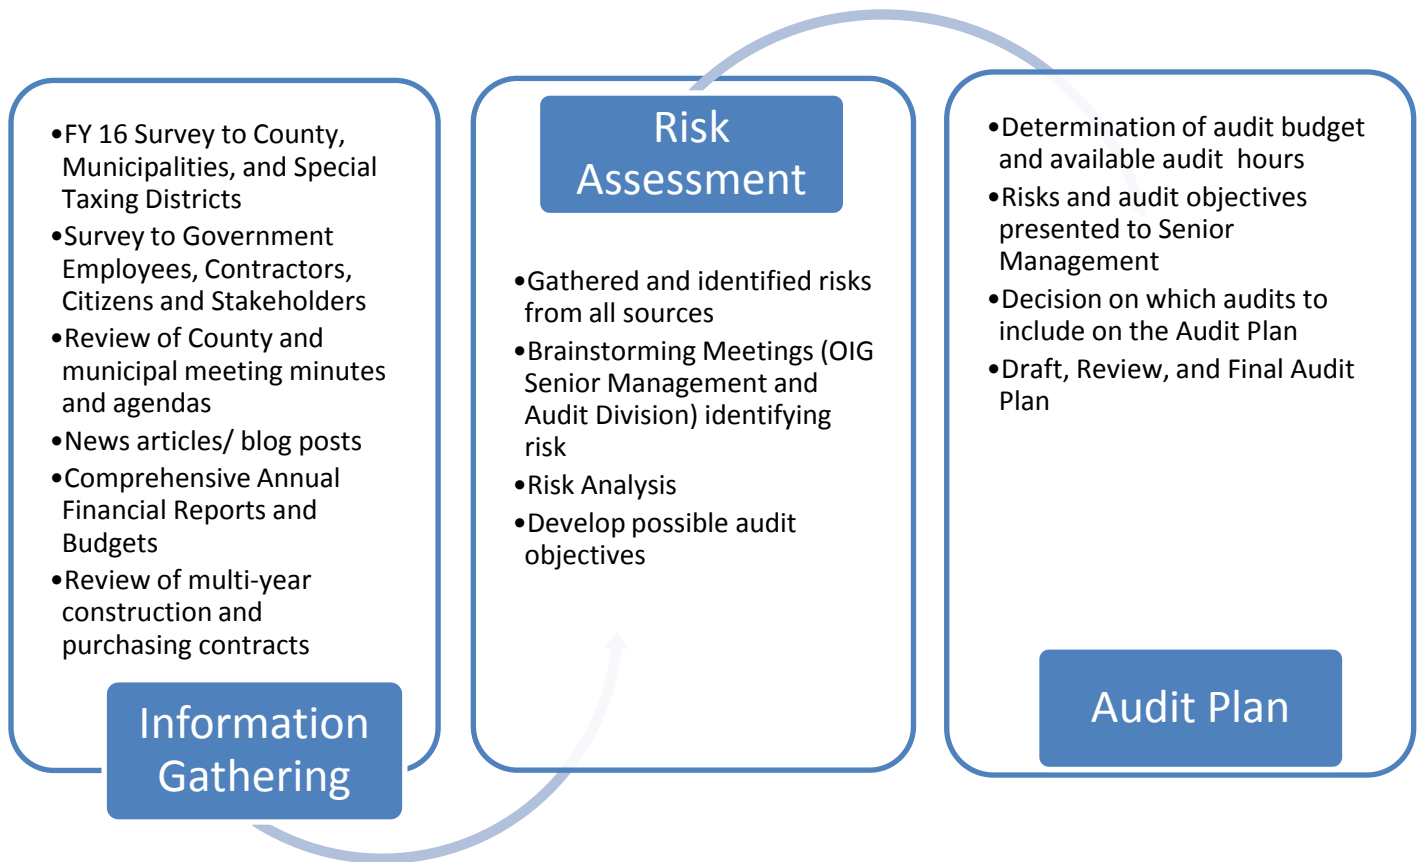 •FY 16 Survey to County,
Municipalities, and Special
Taxing Districts
•Survey to Government
Employees, Contractors,
Citizens and Stakeholders
•Review of County and
municipal meeting minutes
and agendas
•News articles/ blog posts
•Comprehensive Annual
Financial Reports and
Budgets
•Review of multi-year
construction and
purchasing contracts
Information
Gathering
Risk
Assessment
•Gathered and identified risks
from all sources
•Brainstorming Meetings (OIG
Senior Management and
Audit Division) identifying
risk
•Risk Analysis
•Develop possible audit
objectives
•Determination of audit budget
and available audit hours
•Risks and audit objectives
presented to Senior
Management
•Decision on which audits to
include on the Audit Plan
•Draft, Review, and Final Audit
Plan
Audit Plan